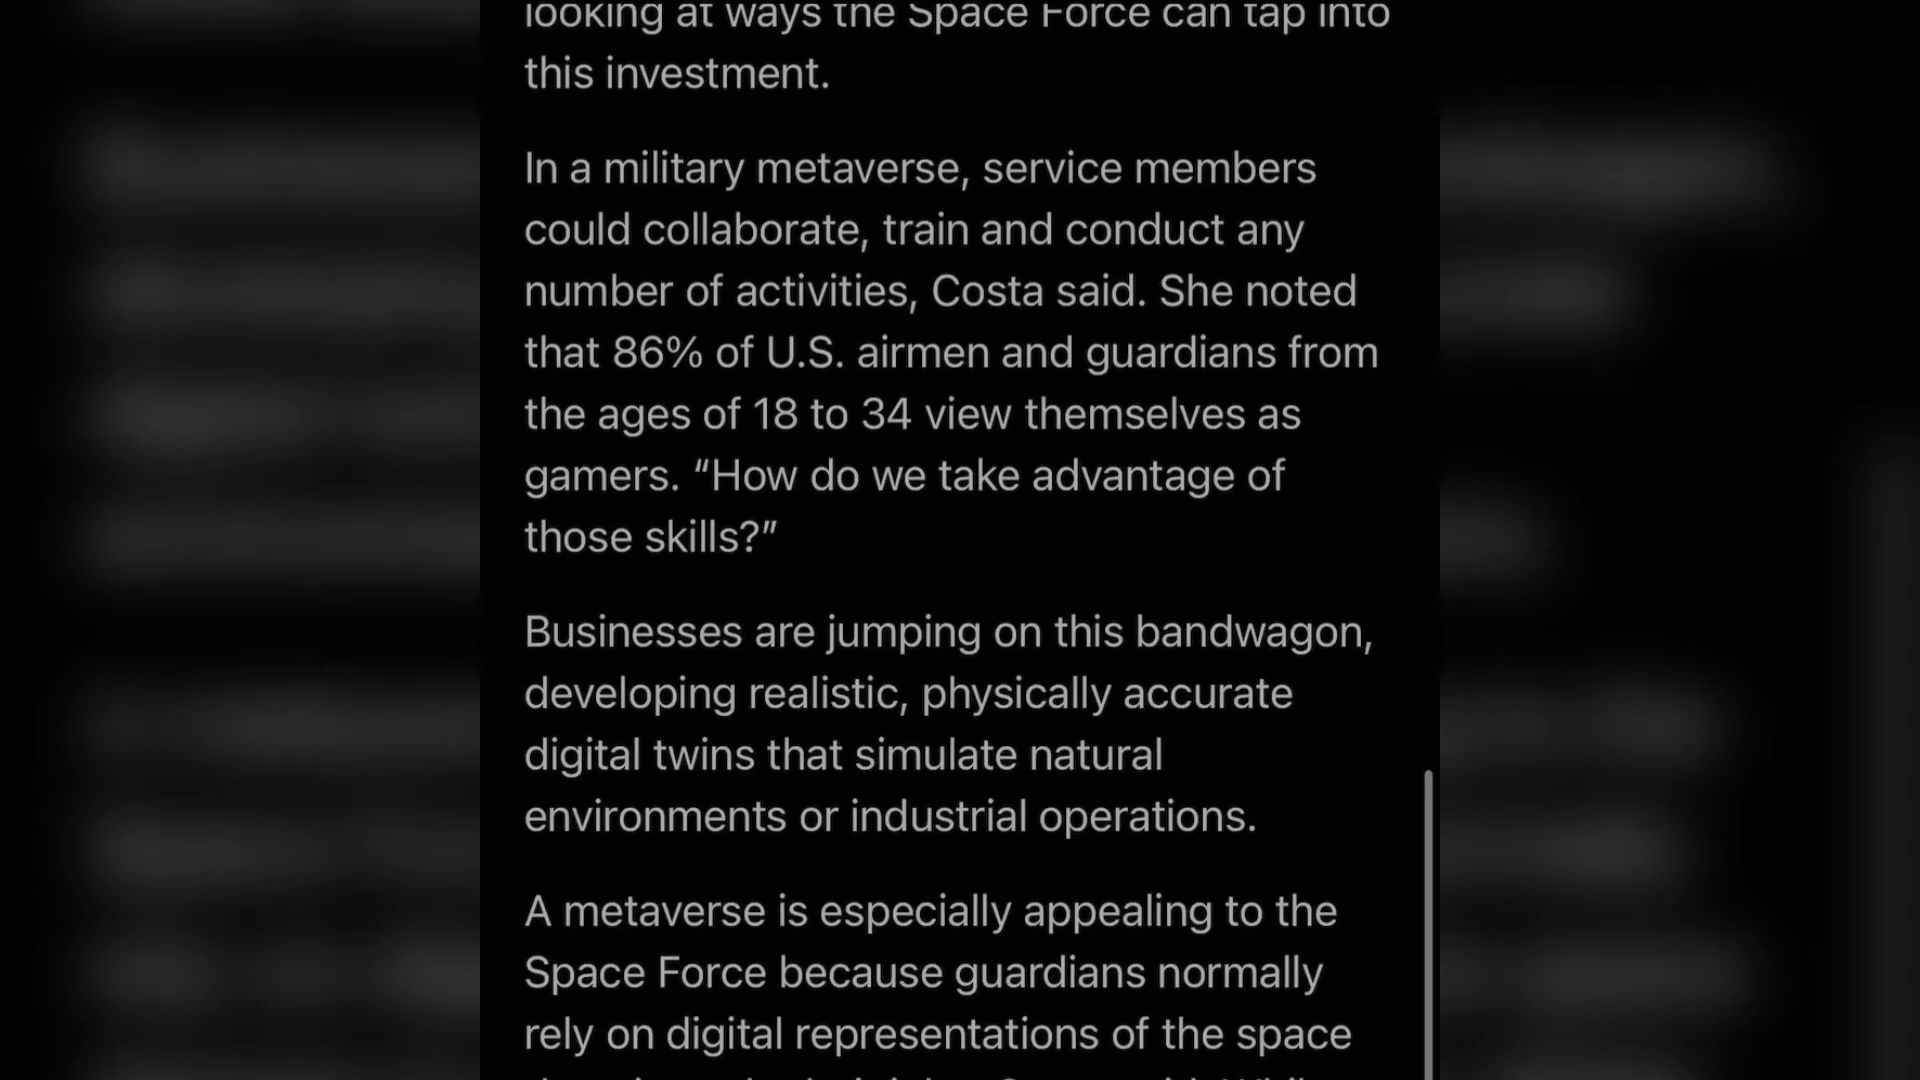 looking at ways the Space Force can tap into
this investment.
In a military metaverse, service members
could collaborate, train and conduct any
number of activities, Costa said. She noted
that 86% of U.S. airmen and guardians from
the ages of 18 to 34 view themselves as
gamers. “How do we take advantage of
those skills?”
Businesses are jumping on this bandwagon,
developing realistic, physically accurate
digital twins that simulate natural
environments or industrial operations.
A metaverse is especially appealing to the
Space Force because guardians normally
rely on digital representations of the space